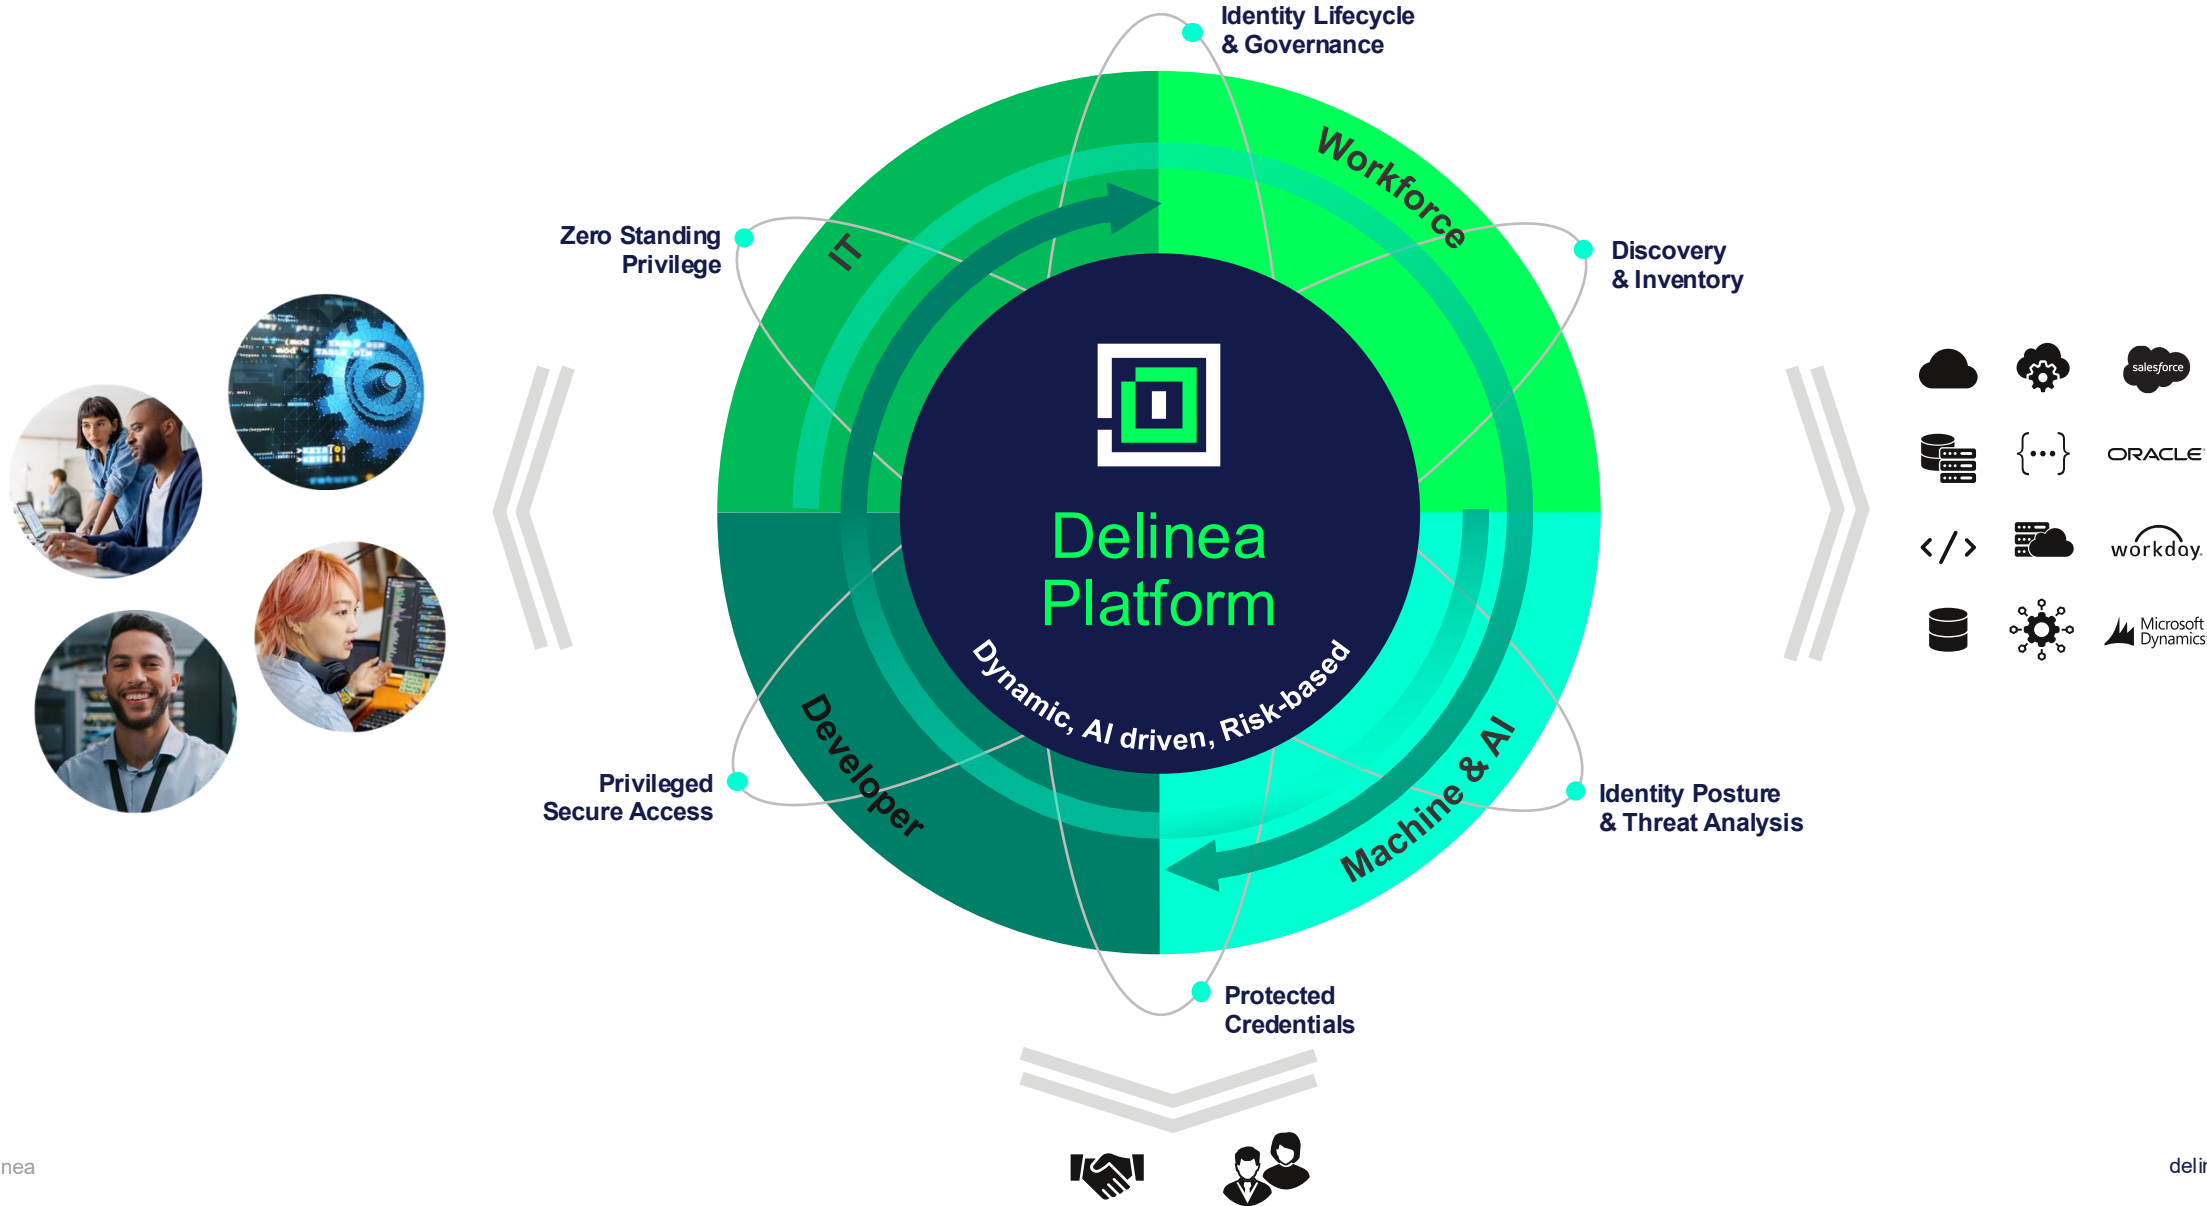 Identity Lifecycle
& Governance
Workforce
IT
Zero Standing
Privilege
Discovery
& Inventory
salesforce
ORACLE
workday.
Microsoft
Dynamics
Delinea
Platform
Dynamic, AI driven, Risk-based
Developer
Machine & AI
Privileged
Secure Access
Identity Posture
& Threat Analysis
Protected
Credentials
nea
delin